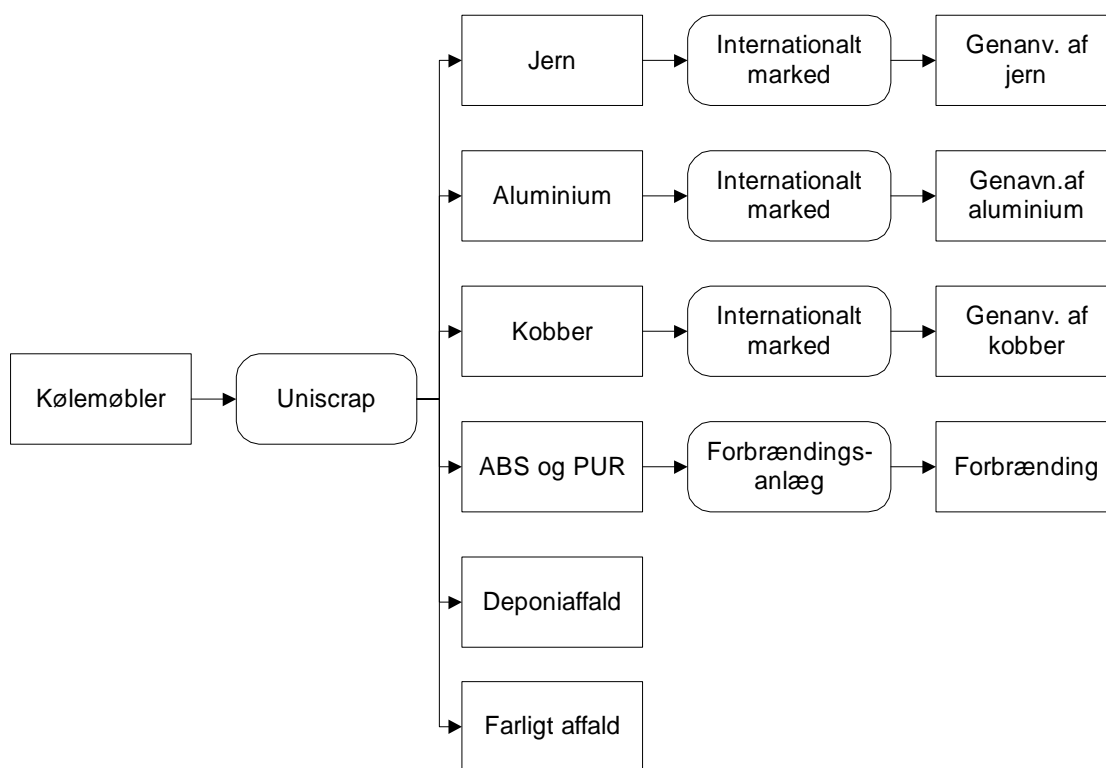 Jern
Internationalt
marked
Genanv. af
jern
Aluminium
Internationalt
marked
Genavn.af
aluminium
Kobber
Internationalt
marked
Genanv. af
kobber
Kølemøbler
Uniscrap
ABS og PUR
Forbrændings-
anlæg
Forbrænding
Deponiaffald
Farligt affald